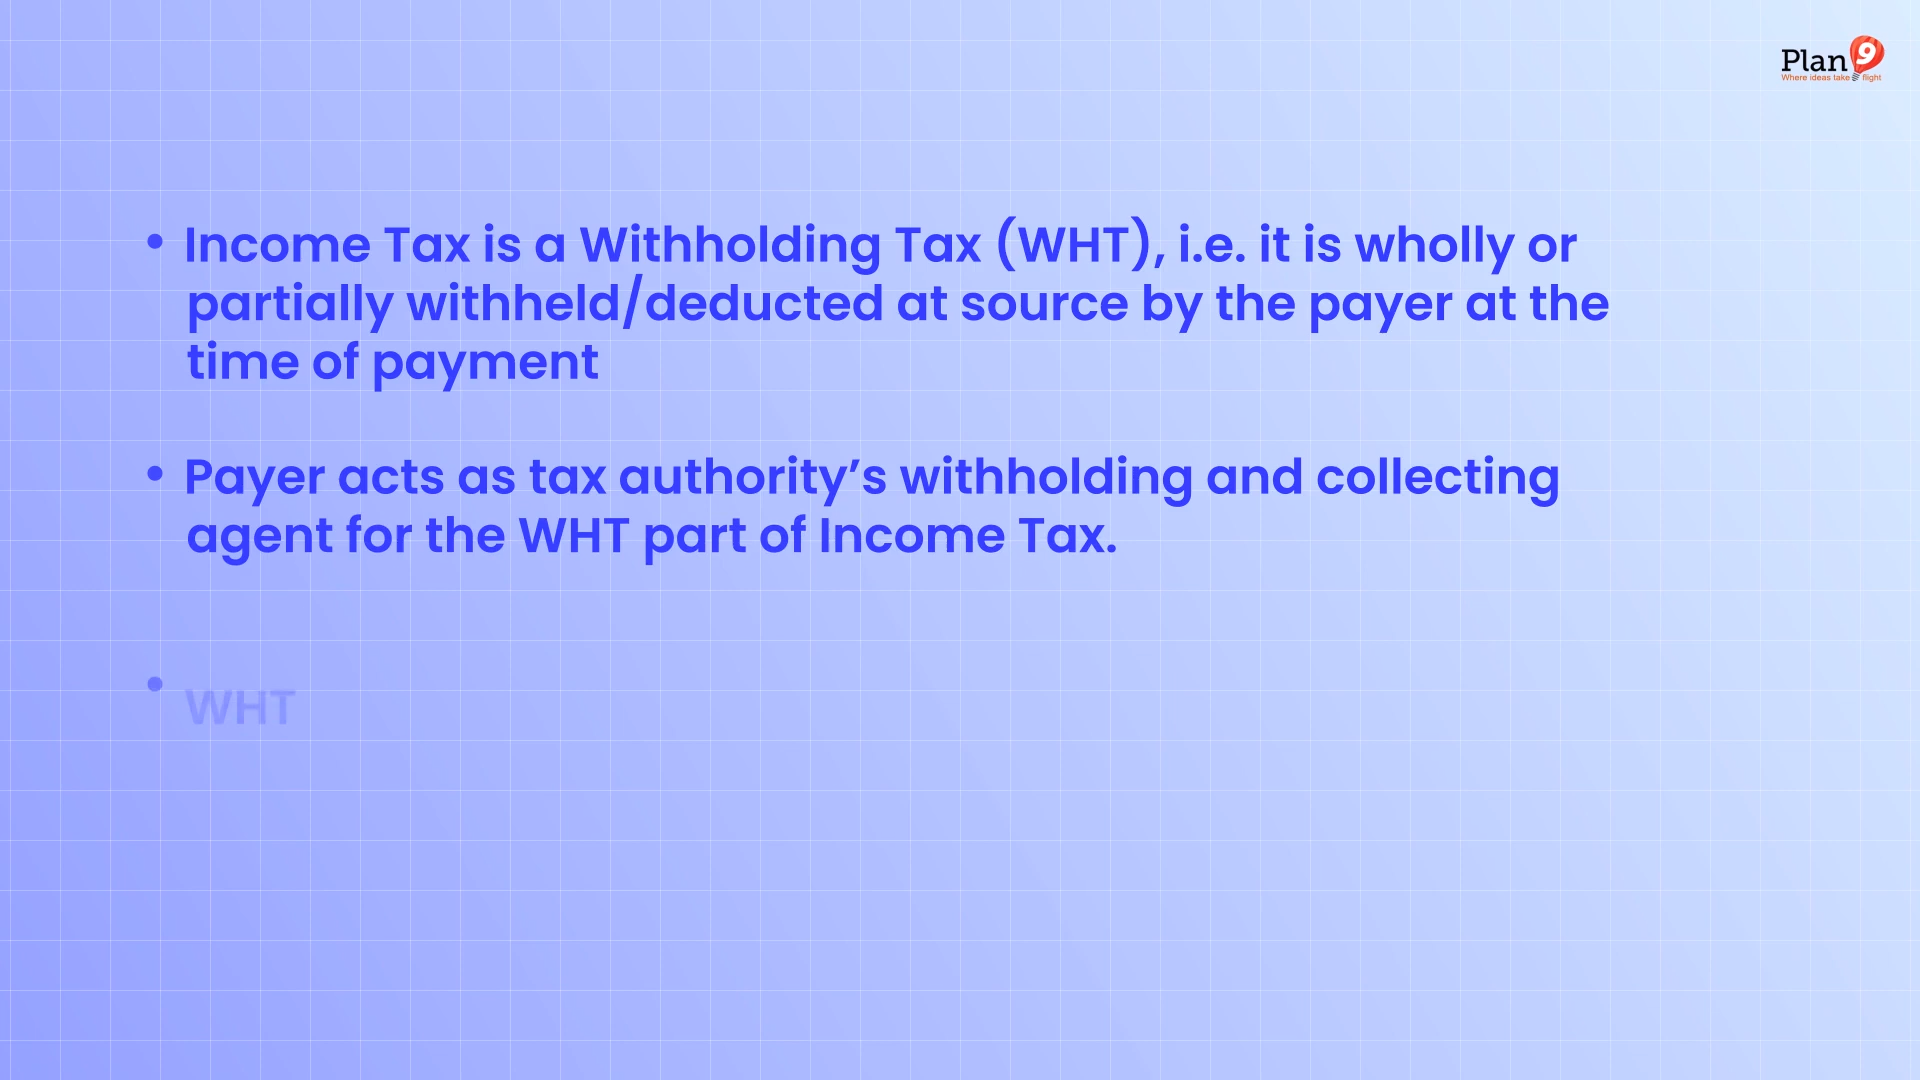 Plan9
Where ideas take flight
• Income Tax is a Withholding Tax (WHT), i.e. it is wholly or
partially withheld/deducted at source by the payer at the
time of payment
• Payer acts as tax authority’s withholding and collecting
agent for the WHT part of Income Tax.
• WHT